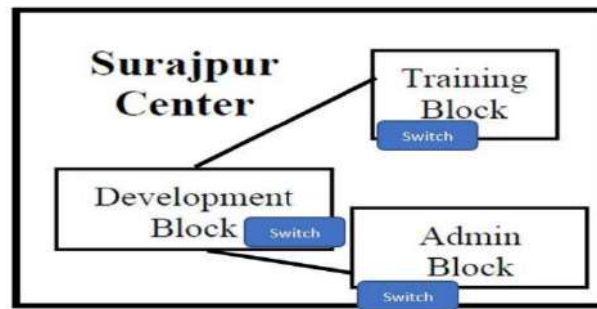 Surajpur
Center
Training
Block
Switch
Development
Block
Switch
Admin
Block
Switch